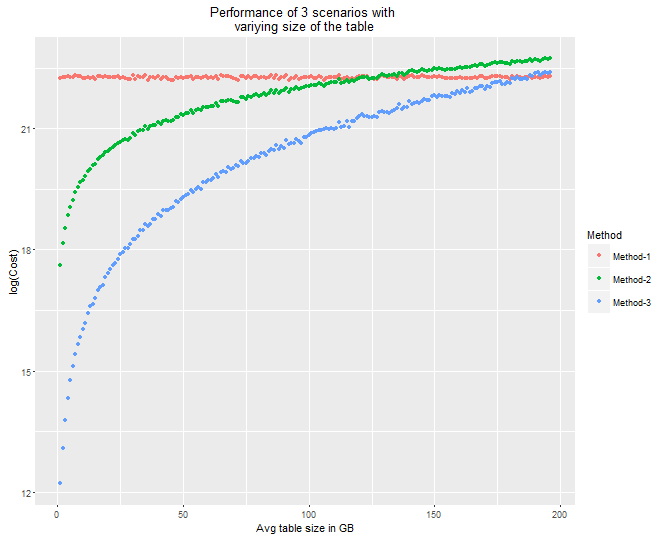 Performance of 3 scenarios with
variying size of the table
log(Cost)
21
18
15
12
0
50
100
150
200
Avg table size in GB
Method
Method-1
Method-2
Method-3